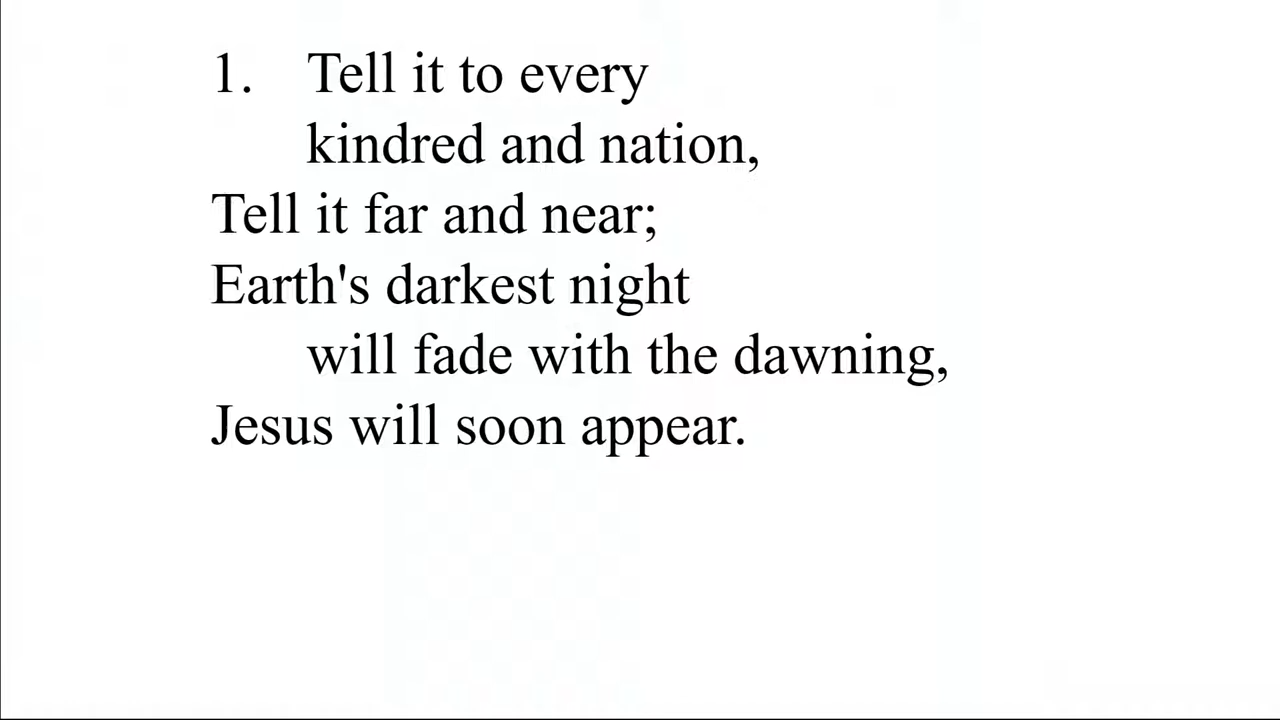 1. Tell it to every
kindred and nation,
Tell it far and near;
Earth's darkest night
will fade with the dawning,
Jesus will soon appear.